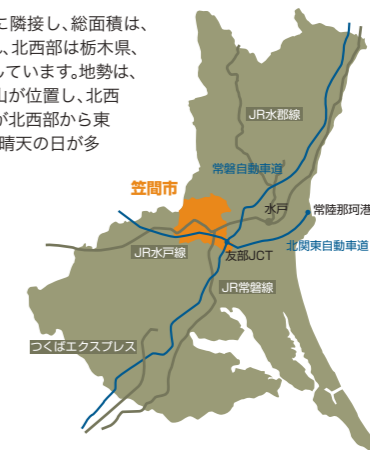 に隣接し、総面積は、
し、北西部は栃木県、
しています。地勢は、
山が位置し、北西
が北西部から東
晴天の日が多
JR水郡線
常磐自動車道
笠間市
水戸
常陸那珂港
北関東自動車道
JR水戸線
友部JCT
JR常磐線
つくばエクスプレス